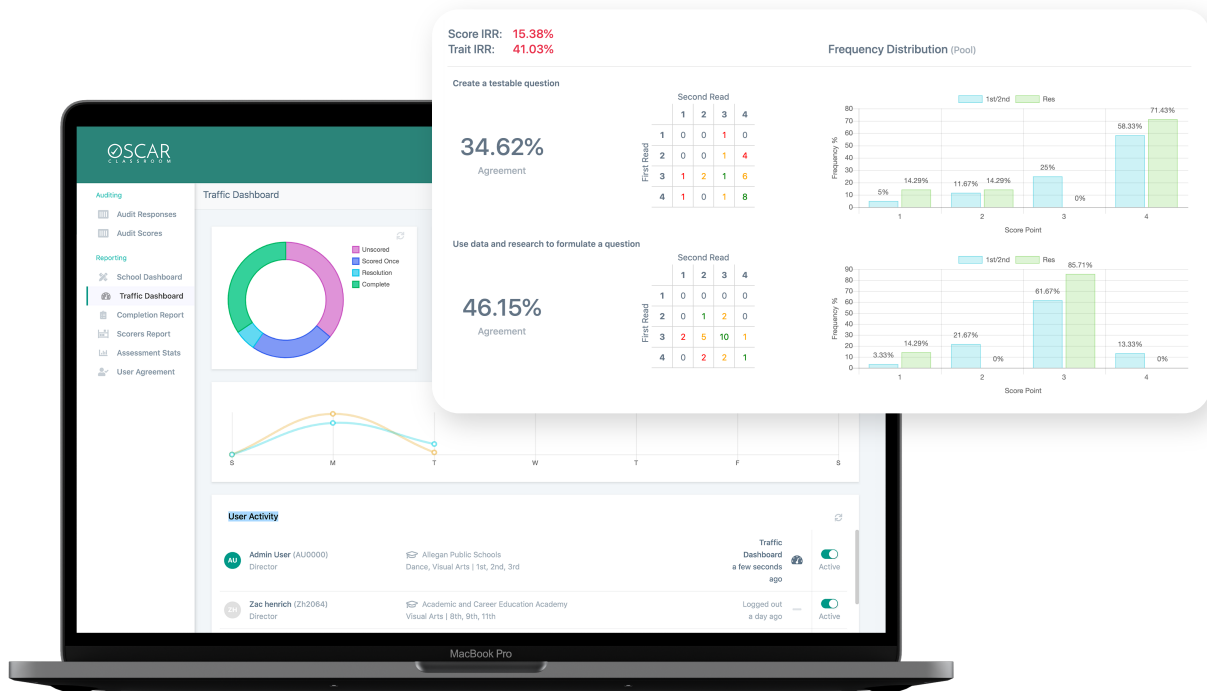 Score IRR: 15.38%
Trait IRR: 41.03%
Frequency Distribution (Pool)
Create a testable question
34.62%
Agreement
Second Read
First Read
1 2 3 4
1 0 0 1 0
2 0 0 1 4
3 1 2 1 6
4 1 0 1 8
1st/2nd Res
Frequency %
80
70
60
50
40
30
20
10
0
5% 14.29% 11.67% 14.29% 25% 0% 58.33% 71.43%
1 2 3 4
Score Point
Use data and research to formulate a question
46.15%
Agreement
Second Read
First Read
1 2 3 4
1 0 0 0 0
2 0 1 2 0
3 2 5 10 1
4 0 2 2 1
1st/2nd Res
Frequency %
90
80
70
60
50
40
30
20
10
0
3.33% 14.29% 21.67% 0% 61.67% 85.71% 13.33% 0%
1 2 3 4
Score Point
OSCAR
CLASSROOM
Auditing
Audit Responses
Audit Scores
Reporting
School Dashboard
Traffic Dashboard
Completion Report
Scorers Report
Assessment Stats
User Agreement
Traffic Dashboard
Unscored
Scored Once
Resolution
Complete
S M T W T F S
User Activity
AU
Admin User (AU0000)
Director
Allegan Public Schools
Dance, Visual Arts | 1st, 2nd, 3rd
Traffic
Dashboard
a few seconds
ago
Active
ZH
Zac henrich (Zh2064)
Director
Academic and Career Education Academy
Visual Arts | 8th, 9th, 11th
Logged out
a day ago
Active
MacBook Pro